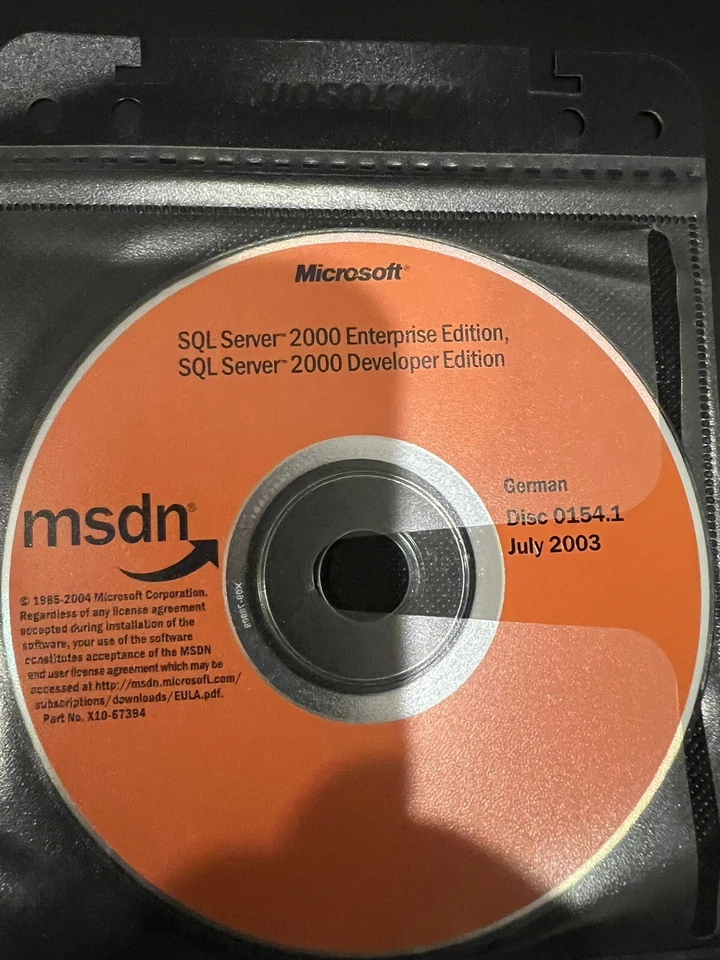 Microsoft®
SQL Server™ 2000 Enterprise Edition,
SQL Server™ 2000 Developer Edition
German
Disc 0154.1
July 2003
msdn®
© 1985-2004 Microsoft Corporation.
Regardless of any license agreement
accepted during installation of the
software, your use of the software
constitutes acceptance of the MSDN
end user license agreement which may be
accessed at http://msdn.microsoft.com/
subscriptions/downloads/EULA.pdf.
Part No. X10-67394